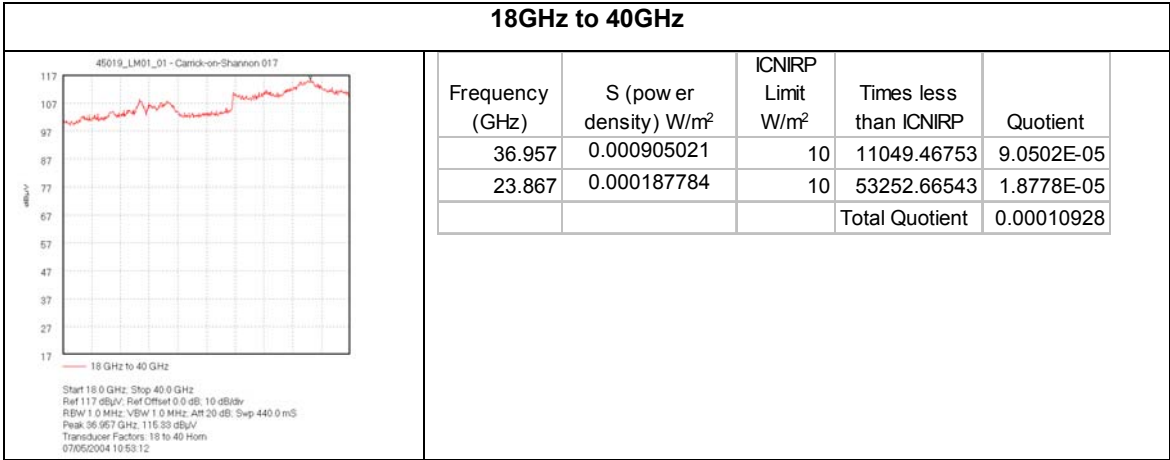 18GHz to 40GHz
45019_LM01_01 - Carrick-on-Shannon 017
117
107
97
87
77
67
57
47
37
27
17
dBµV
18 GHz to 40 GHz
Start 18.0 GHz; Stop 40.0 GHz
Ref 117 dBµV; Ref Offset 0.0 dB; 10 dB/div
RBW 1.0 MHz; VBW 1.0 MHz; Att 20 dB; Swp 440.0 mS
Peak 36.957 GHz, 115.33 dBµV
Transducer Factors: 18 to 40 Horn
07/05/2004 10:53:12
Frequency (GHz) S (pow er density) W/m² ICNIRP Limit W/m² Times less than ICNIRP Quotient
36.957 0.000905021 10 11049.46753 9.0502E-05
23.867 0.000187784 10 53252.66543 1.8778E-05
Total Quotient 0.00010928